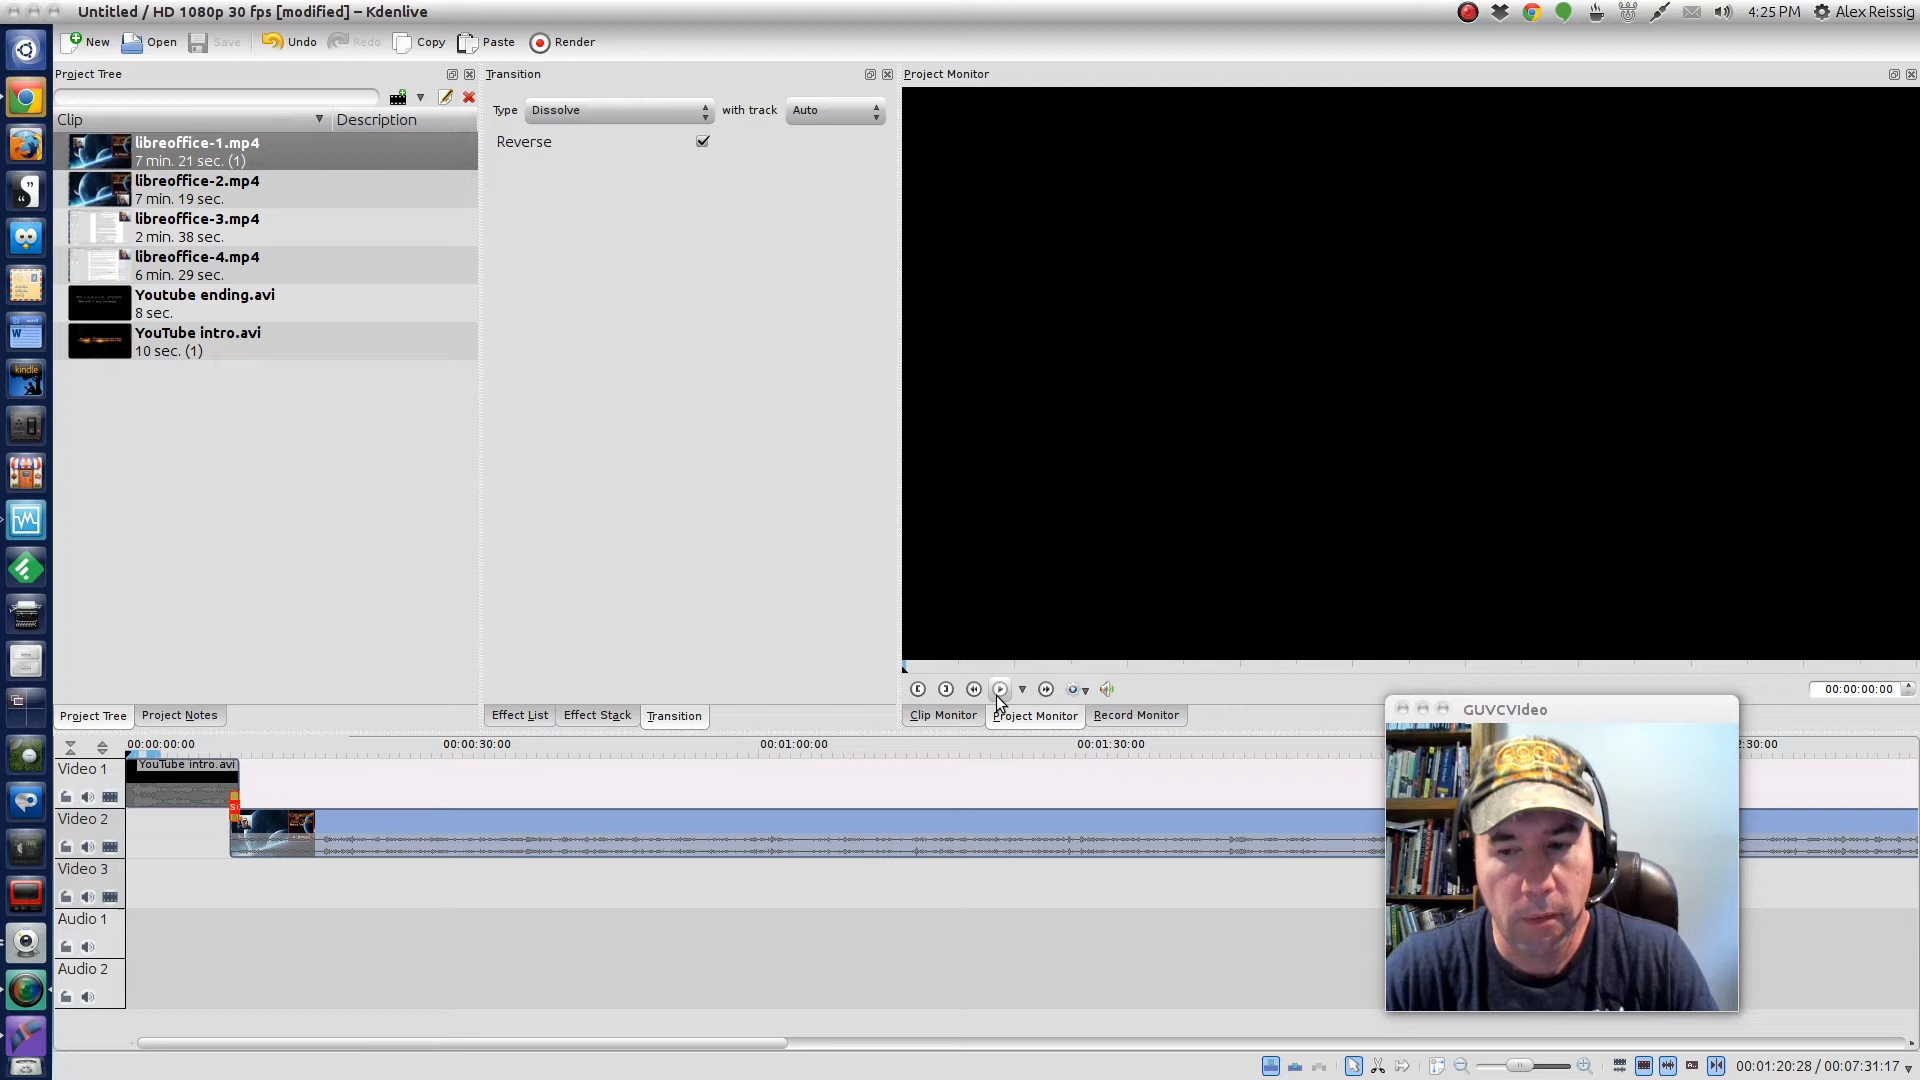 Untitled / HD 1080p 30 fps [modified] – Kdenlive
4:25 PM Alex Reissig
New Open Save Undo Redo Copy Paste Render
Project Tree
Transition
Project Monitor
Clip Description
Type Dissolve with track Auto
Reverse
libreoffice-1.mp4
7 min. 21 sec. (1)
libreoffice-2.mp4
7 min. 19 sec.
libreoffice-3.mp4
2 min. 38 sec.
libreoffice-4.mp4
6 min. 29 sec.
Youtube ending.avi
8 sec.
YouTube intro.avi
10 sec. (1)
kindle
00:00:00:00
Project Tree Project Notes
Effect List Effect Stack Transition
Clip Monitor Project Monitor Record Monitor
GUVCVideo
00:00:00:00 00:00:30:00 00:01:00:00 00:01:30:00 2:30:00
Video 1
YouTube intro.avi
Video 2
Video 3
Audio 1
Audio 2
00:01:20:28 / 00:07:31:17